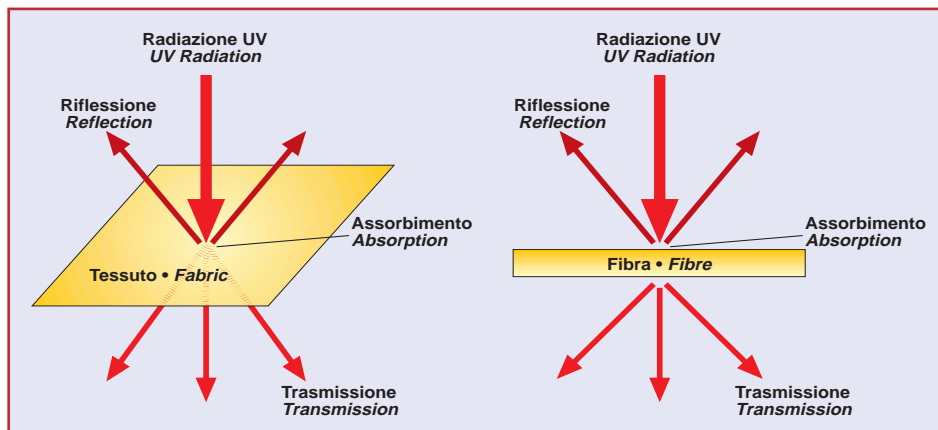 Radiazione UV
UV Radiation
Riflessione
Reflection
Assorbimento
Absorption
Tessuto • Fabric
Trasmissione
Transmission
Radiazione UV
UV Radiation
Riflessione
Reflection
Assorbimento
Absorption
Fibra • Fibre
Trasmissione
Transmission